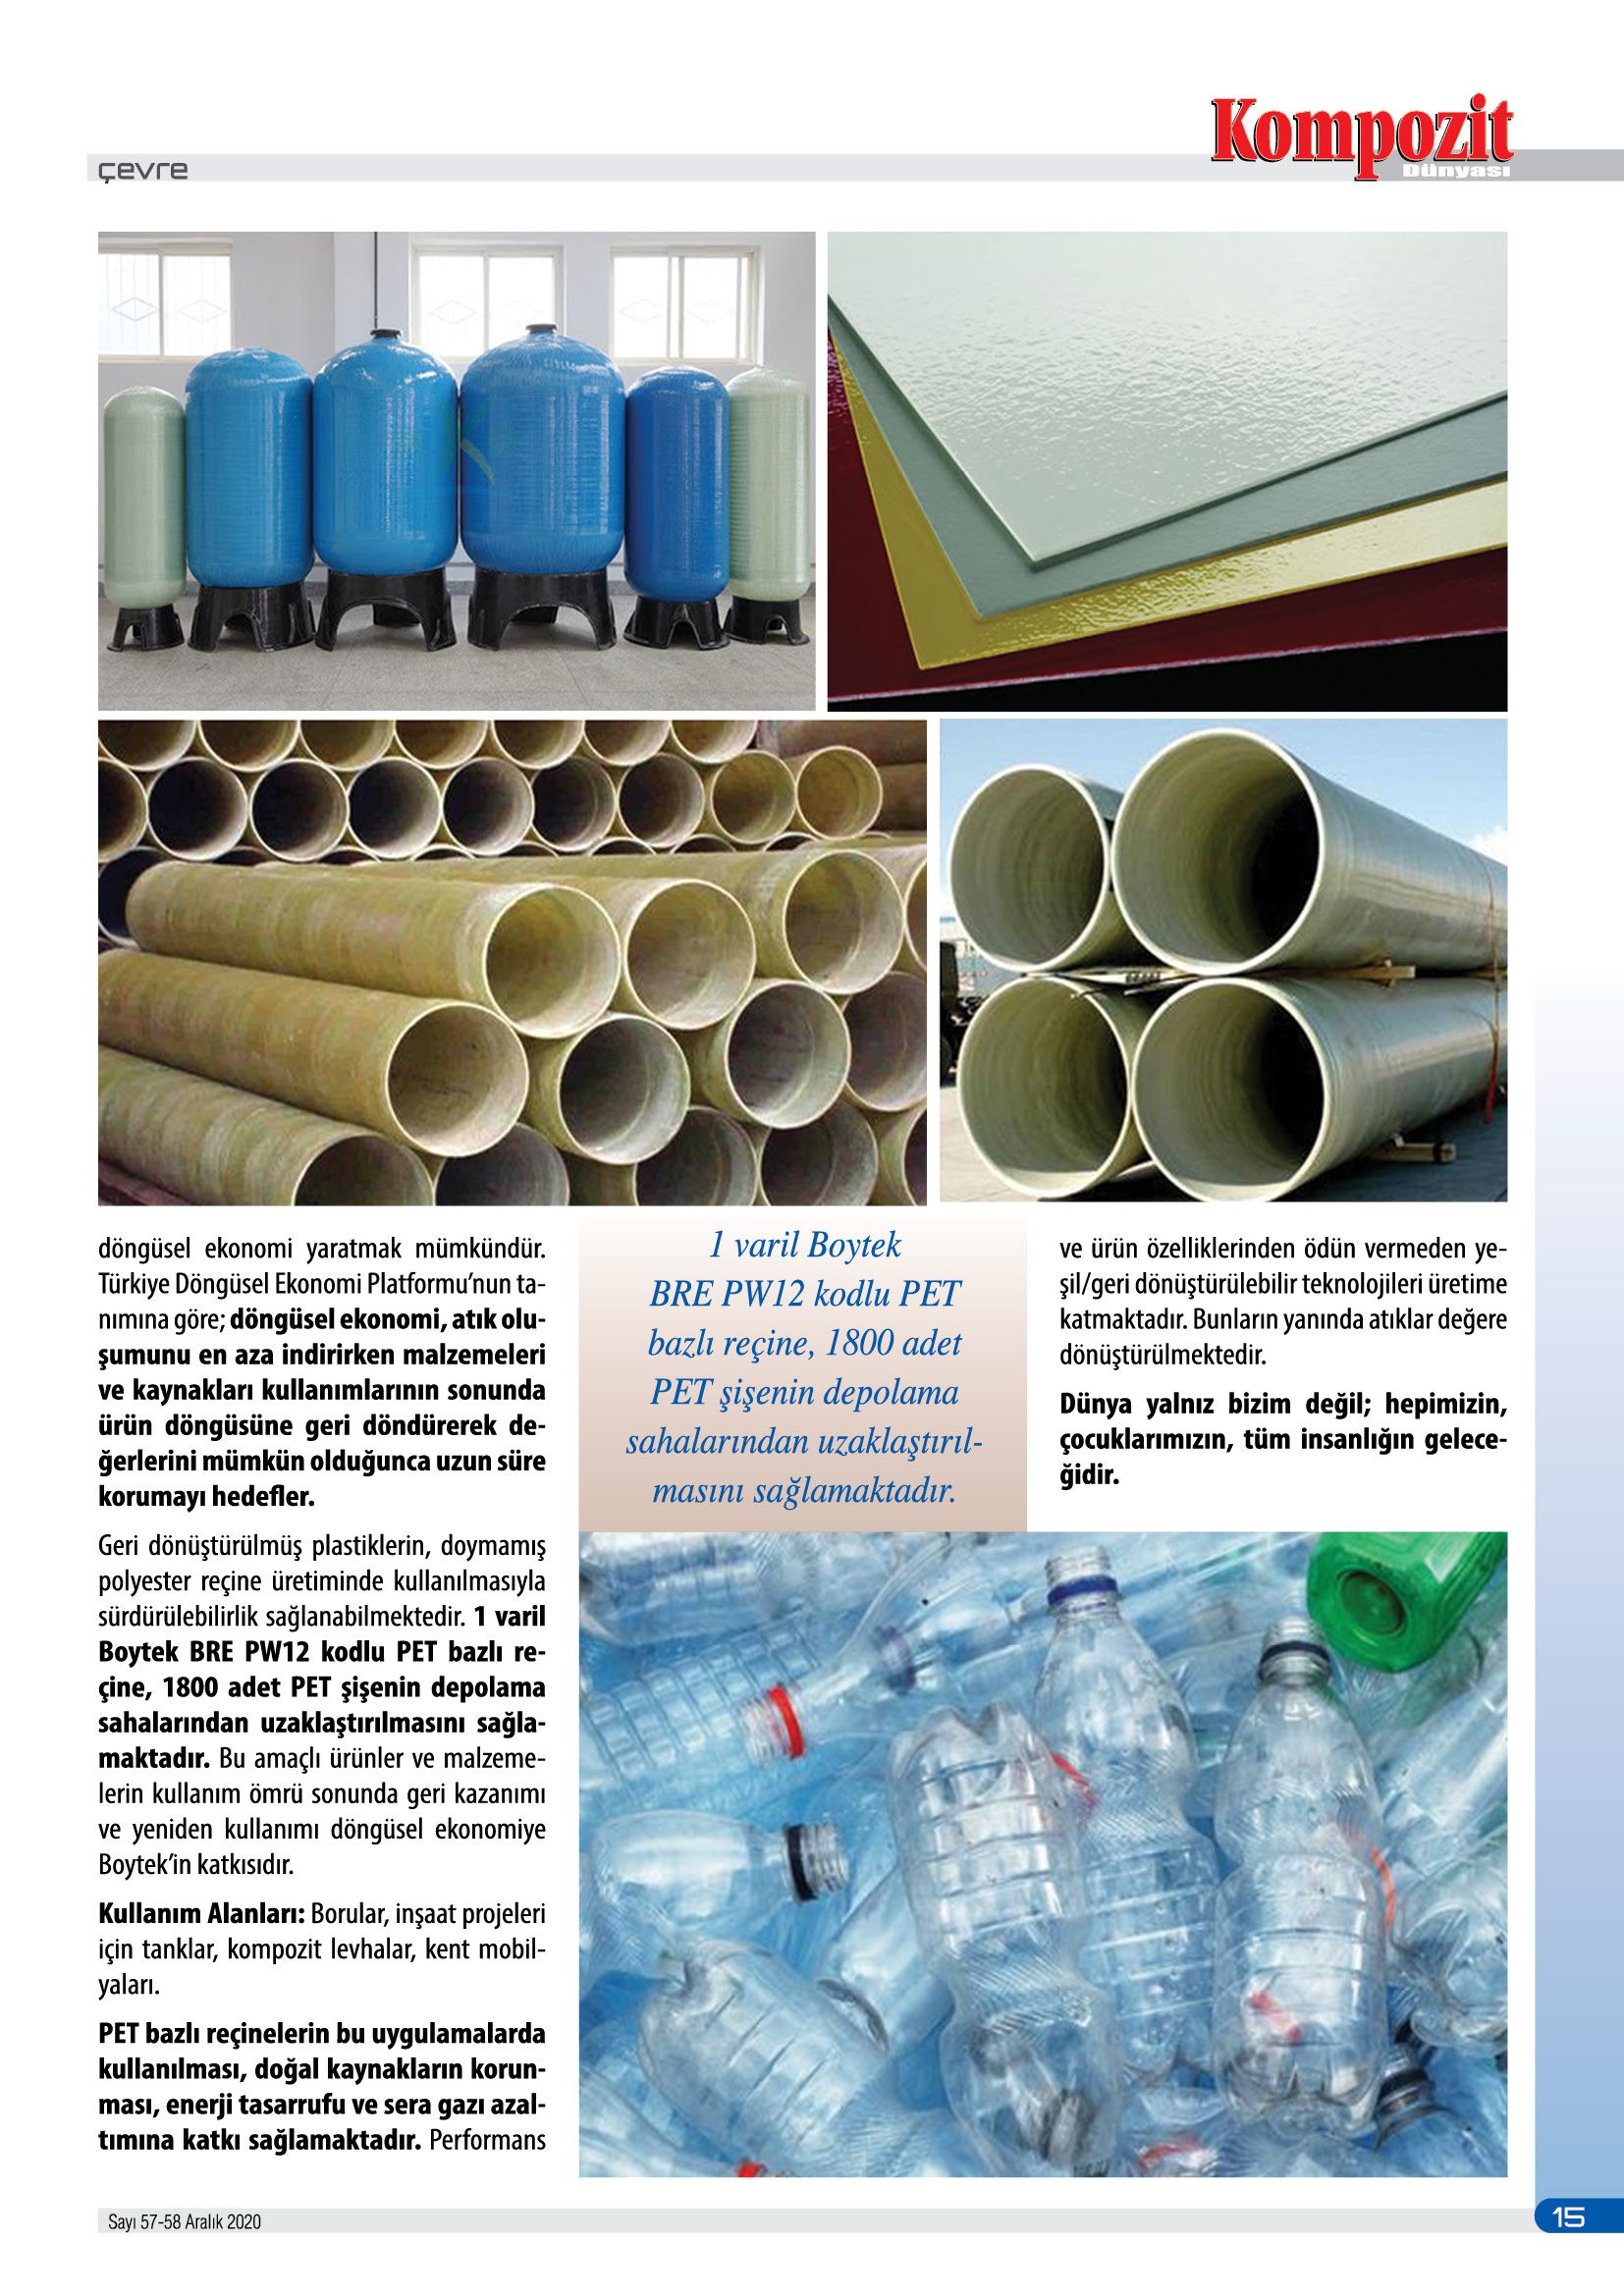 çevre
Kompozit
Dünyası
döngüsel ekonomi yaratmak mümkündür.
Türkiye Döngüsel Ekonomi Platformu’nun ta-
nımına göre; döngüsel ekonomi, atık olu-
şumunu en aza indirirken malzemeleri
ve kaynakları kullanımlarının sonunda
ürün döngüsüne geri döndürerek de-
ğerlerini mümkün olduğunca uzun süre
korumayı hedefler.
Geri dönüştürülmüş plastiklerin, doymamış
polyester reçine üretiminde kullanılmasıyla
sürdürülebilirlik sağlanabilmektedir. 1 varil
Boytek BRE PW12 kodlu PET bazlı re-
çine, 1800 adet PET şişenin depolama
sahalarından uzaklaştırılmasını sağla-
maktadır. Bu amaçlı ürünler ve malzeme-
lerin kullanım ömrü sonunda geri kazanımı
ve yeniden kullanımı döngüsel ekonomiye
Boytek’in katkısıdır.
Kullanım Alanları: Borular, inşaat projeleri
için tanklar, kompozit levhalar, kent mobil-
yaları.
PET bazlı reçinelerin bu uygulamalarda
kullanılması, doğal kaynakların korun-
ması, enerji tasarrufu ve sera gazı azal-
tımına katkı sağlamaktadır. Performans
1 varil Boytek
BRE PW12 kodlu PET
bazlı reçine, 1800 adet
PET şişenin depolama
sahalarından uzaklaştırıl-
masını sağlamaktadır.
ve ürün özelliklerinden ödün vermeden ye-
şil/geri dönüştürülebilir teknolojileri üretime
katmaktadır. Bunların yanında atıklar değere
dönüştürülmektedir.
Dünya yalnız bizim değil; hepimizin,
çocuklarımızın, tüm insanlığın gelece-
ğidir.
Sayı 57-58 Aralık 2020
15